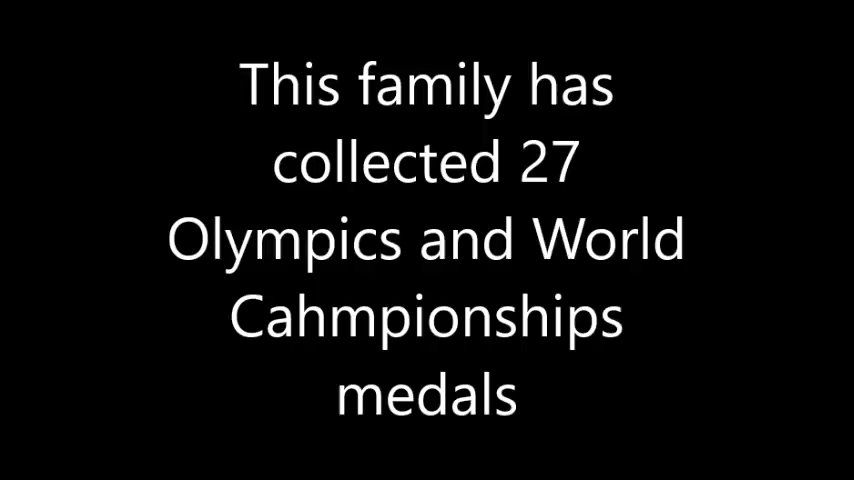 This family has
collected 27
Olympics and World
Cahmpionships
medals